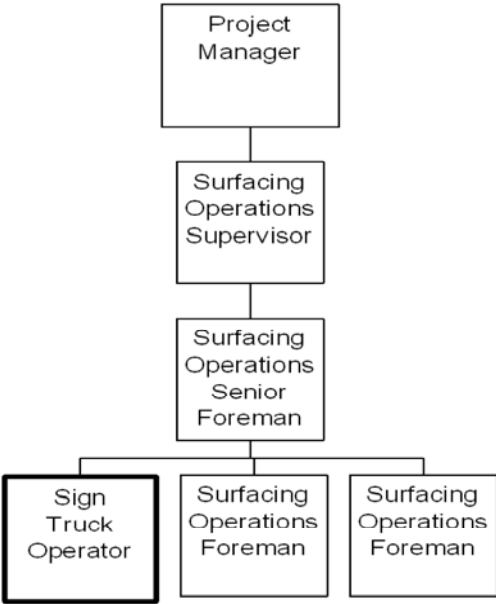 Project
Manager
Surfacing
Operations
Supervisor
Surfacing
Operations
Senior
Foreman
Sign
Truck
Operator
Surfacing
Operations
Foreman
Surfacing
Operations
Foreman